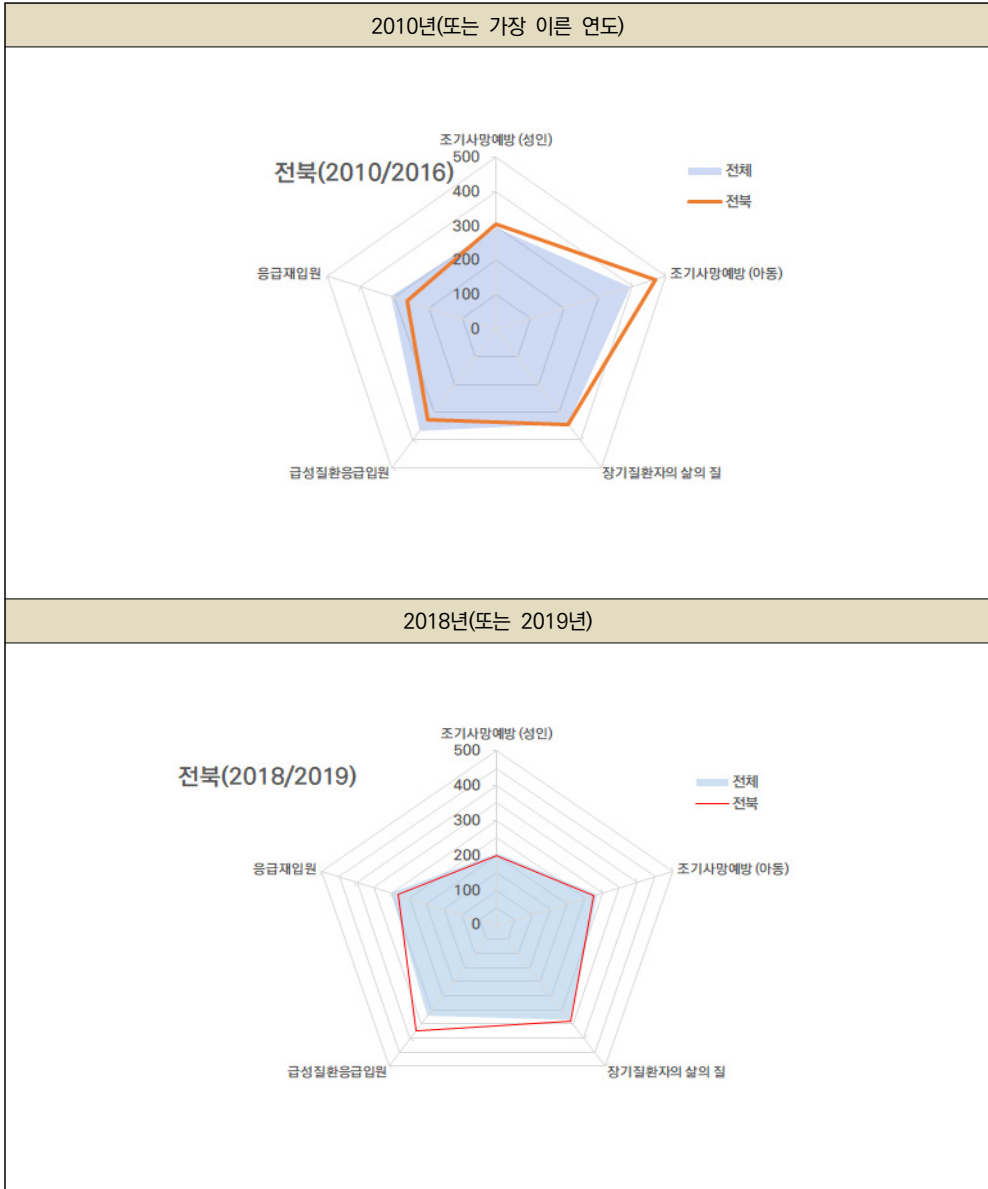 2010년(또는 가장 이른 연도)
조기사망예방 (성인)
전북(2010/2016)
500
400
300
200
100
0
전체
전북
응급재입원
조기사망예방 (아동)
급성질환응급입원
장기질환자의 삶의 질
2018년(또는 2019년)
조기사망예방 (성인)
전북(2018/2019)
500
400
300
200
100
0
전체
전북
응급재입원
조기사망예방 (아동)
급성질환응급입원
장기질환자의 삶의 질